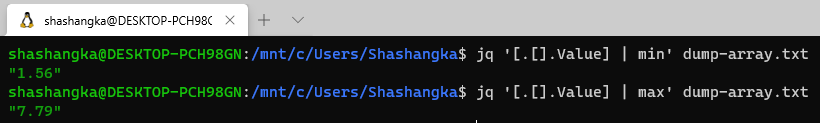 shashangka@DESKTOP-PCH98G
shashangka@DESKTOP-PCH98GN:/mnt/c/Users/Shashangka$ jq '[.[].Value] | min' dump-array.txt
"1.56"
shashangka@DESKTOP-PCH98GN:/mnt/c/Users/Shashangka$ jq '[.[].Value] | max' dump-array.txt
"7.79"